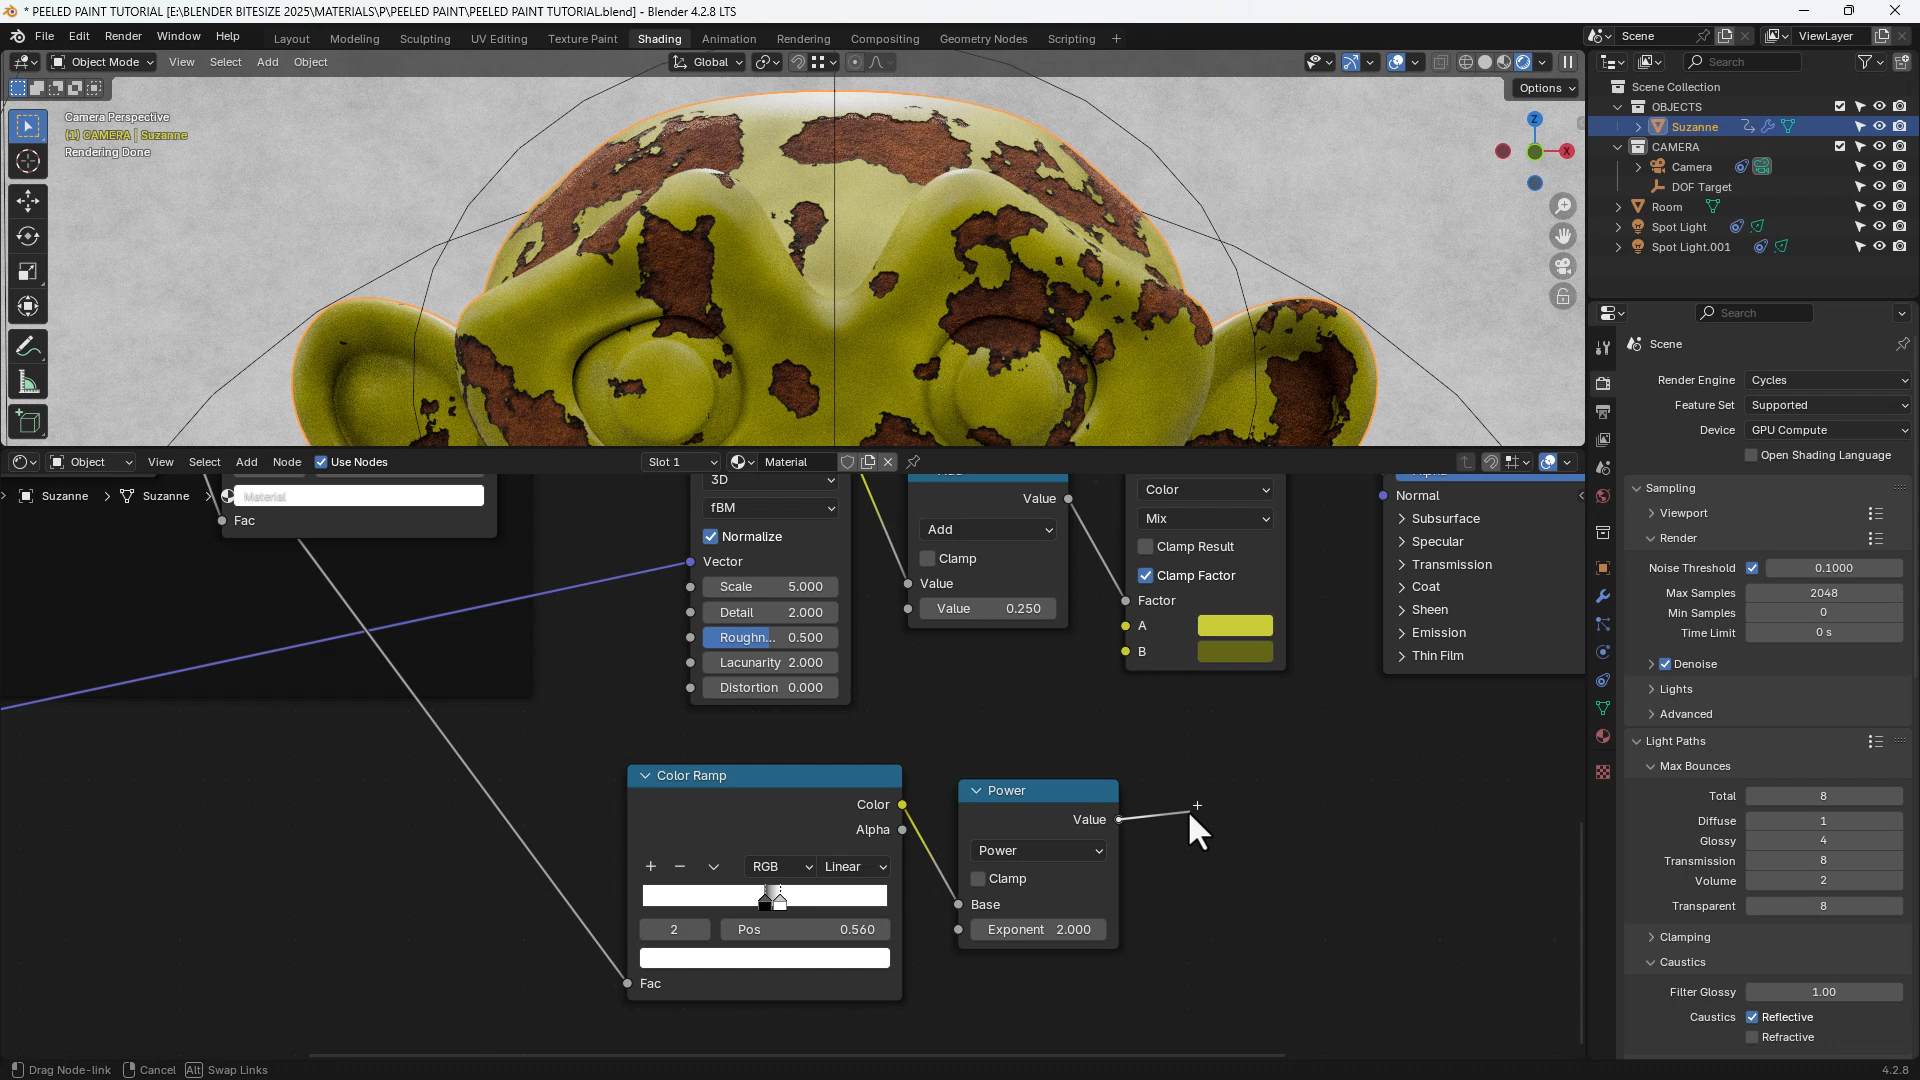 * PEELED PAINT TUTORIAL [E:\BLENDER BITESIZE 2025\MATERIALS\P\PEELED PAINT\PEELED PAINT TUTORIAL.blend] - Blender 4.2.8 LTS
File Edit Render Window Help
Layout Modeling Sculpting UV Editing Texture Paint Shading Animation Rendering Compositing Geometry Nodes Scripting +
Scene
ViewLayer
Object Mode View Select Add Object
Global
Search
Options
Camera Perspective
(1) CAMERA | Suzanne
Rendering Done
Z
X
Scene Collection
OBJECTS
Suzanne
CAMERA
Camera
DOF Target
Room
Spot Light
Spot Light.001
Search
Scene
Render Engine Cycles
Feature Set Supported
Device GPU Compute
Open Shading Language
Sampling
Viewport
Render
Noise Threshold 0.1000
Max Samples 2048
Min Samples 0
Time Limit 0 s
Denoise
Lights
Advanced
Light Paths
Max Bounces
Total 8
Diffuse 1
Glossy 4
Transmission 8
Volume 2
Transparent 8
Clamping
Caustics
Filter Glossy 1.00
Caustics Reflective
Refractive
Object View Select Add Node Use Nodes
Slot 1
Material
Suzanne > Suzanne > Material
Fac
3D
fBM
Normalize
Vector
Scale 5.000
Detail 2.000
Roughn... 0.500
Lacunarity 2.000
Distortion 0.000
Value
Add
Clamp
Value
Value 0.250
Color
Mix
Clamp Result
Clamp Factor
Factor
A
B
Normal
Subsurface
Specular
Transmission
Coat
Sheen
Emission
Thin Film
Color Ramp
Color
Alpha
+ −
RGB Linear
2 Pos 0.560
Fac
Power
Value
Power
Clamp
Base
Exponent 2.000
Drag Node-link Cancel Alt Swap Links
4.2.8